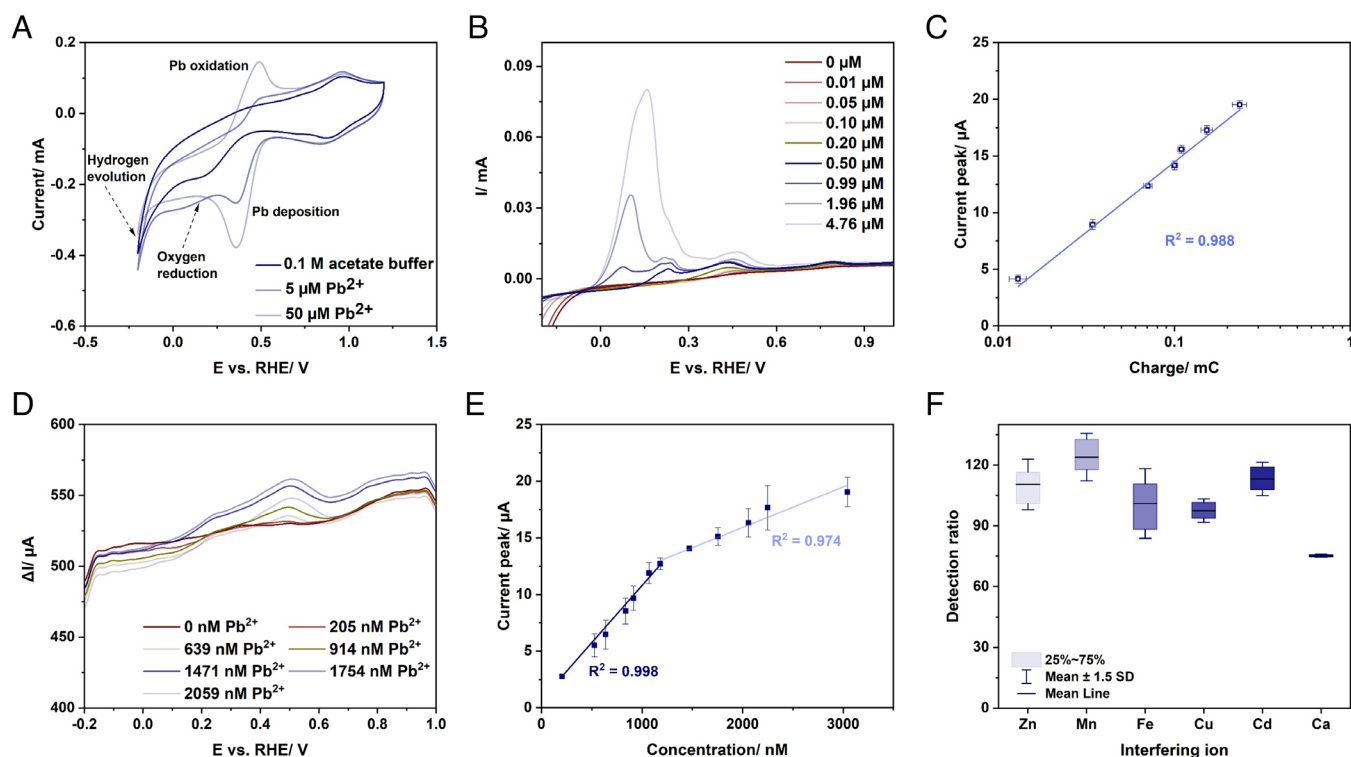 A
0.2
0.0
-0.2
-0.4
-0.6
Current/ mA
-0.5
0.0
0.5
1.0
1.5
E vs. RHE/ V
Pb oxidation
Hydrogen
evolution
Pb deposition
Oxygen
reduction
0.1 M acetate buffer
5 µM Pb²⁺
50 µM Pb²⁺
B
0.09
0.06
0.03
0.00
I/ mA
0.0
0.3
0.6
0.9
E vs. RHE/ V
0 µM
0.01 µM
0.05 µM
0.10 µM
0.20 µM
0.50 µM
0.99 µM
1.96 µM
4.76 µM
C
25
20
15
10
5
0
Current peak/ µA
0.01
0.1
1
Charge/ mC
R² = 0.988
D
600
550
500
450
400
ΔI/ µA
-0.2
0.0
0.2
0.4
0.6
0.8
1.0
E vs. RHE/ V
0 nM Pb²⁺
205 nM Pb²⁺
639 nM Pb²⁺
914 nM Pb²⁺
1471 nM Pb²⁺
1754 nM Pb²⁺
2059 nM Pb²⁺
E
25
20
15
10
5
0
Current peak/ µA
0
1000
2000
3000
Concentration/ nM
R² = 0.998
R² = 0.974
F
120
90
60
30
0
Detection ratio
Zn
Mn
Fe
Cu
Cd
Ca
Interfering ion
25%~75%
Mean ± 1.5 SD
Mean Line